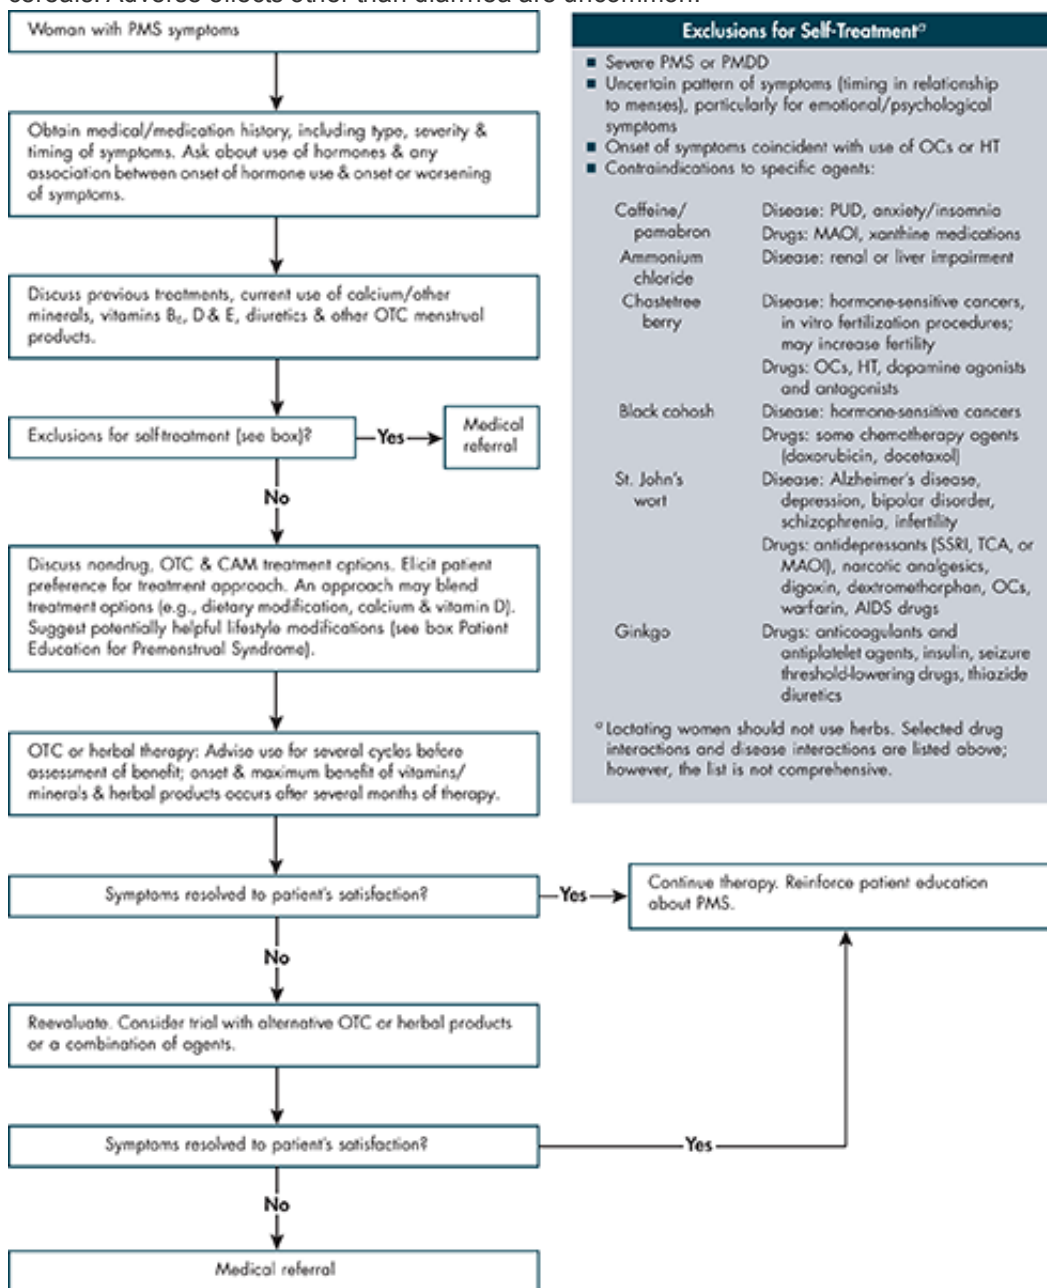 cereals. Adverse effects other than diarrhea are uncommon.
Woman with PMS symptoms
Obtain medical/medication history, including type, severity &
timing of symptoms. Ask about use of hormones & any
association between onset of hormone use & onset or worsening
of symptoms.
Discuss previous treatments, current use of calcium/other
minerals, vitamins B6, D & E, diuretics & other OTC menstrual
products.
Exclusions for self-treatment (see box)?
Yes
Medical
referral
No
Discuss nondrug, OTC & CAM treatment options. Elicit patient
preference for treatment approach. An approach may blend
treatment options (e.g., dietary modification, calcium & vitamin D).
Suggest potentially helpful lifestyle modifications (see box Patient
Education for Premenstrual Syndrome).
OTC or herbal therapy: Advise use for several cycles before
assessment of benefit; onset & maximum benefit of vitamins/
minerals & herbal products occurs after several months of therapy.
Symptoms resolved to patient's satisfaction?
Yes
Continue therapy. Reinforce patient education
about PMS.
No
Reevaluate. Consider trial with alternative OTC or herbal products
or a combination of agents.
Symptoms resolved to patient's satisfaction?
Yes
No
Medical referral
Exclusions for Self-Treatment a
■ Severe PMS or PMDD
■ Uncertain pattern of symptoms (timing in relationship
to menses), particularly for emotional/psychological
symptoms
■ Onset of symptoms coincident with use of OCs or HT
■ Contraindications to specific agents:
Caffeine/ Disease: PUD, anxiety/insomnia
pamabron Drugs: MAOI, xanthine medications
Ammonium Disease: renal or liver impairment
chloride
Chastetree Disease: hormone-sensitive cancers,
berry in vitro fertilization procedures;
may increase fertility
Drugs: OCs, HT, dopamine agonists
and antagonists
Black cohosh Disease: hormone-sensitive cancers
Drugs: some chemotherapy agents
(doxorubicin, docetaxol)
St. John's Disease: Alzheimer's disease,
wort depression, bipolar disorder,
schizophrenia, infertility
Drugs: antidepressants (SSRI, TCA, or
MAOI), narcotic analgesics,
digoxin, dextromethorphan, OCs,
warfarin, AIDS drugs
Ginkgo Drugs: anticoagulants and
antiplatelet agents, insulin, seizure
threshold-lowering drugs, thiazide
diuretics
a Lactating women should not use herbs. Selected drug
interactions and disease interactions are listed above;
however, the list is not comprehensive.